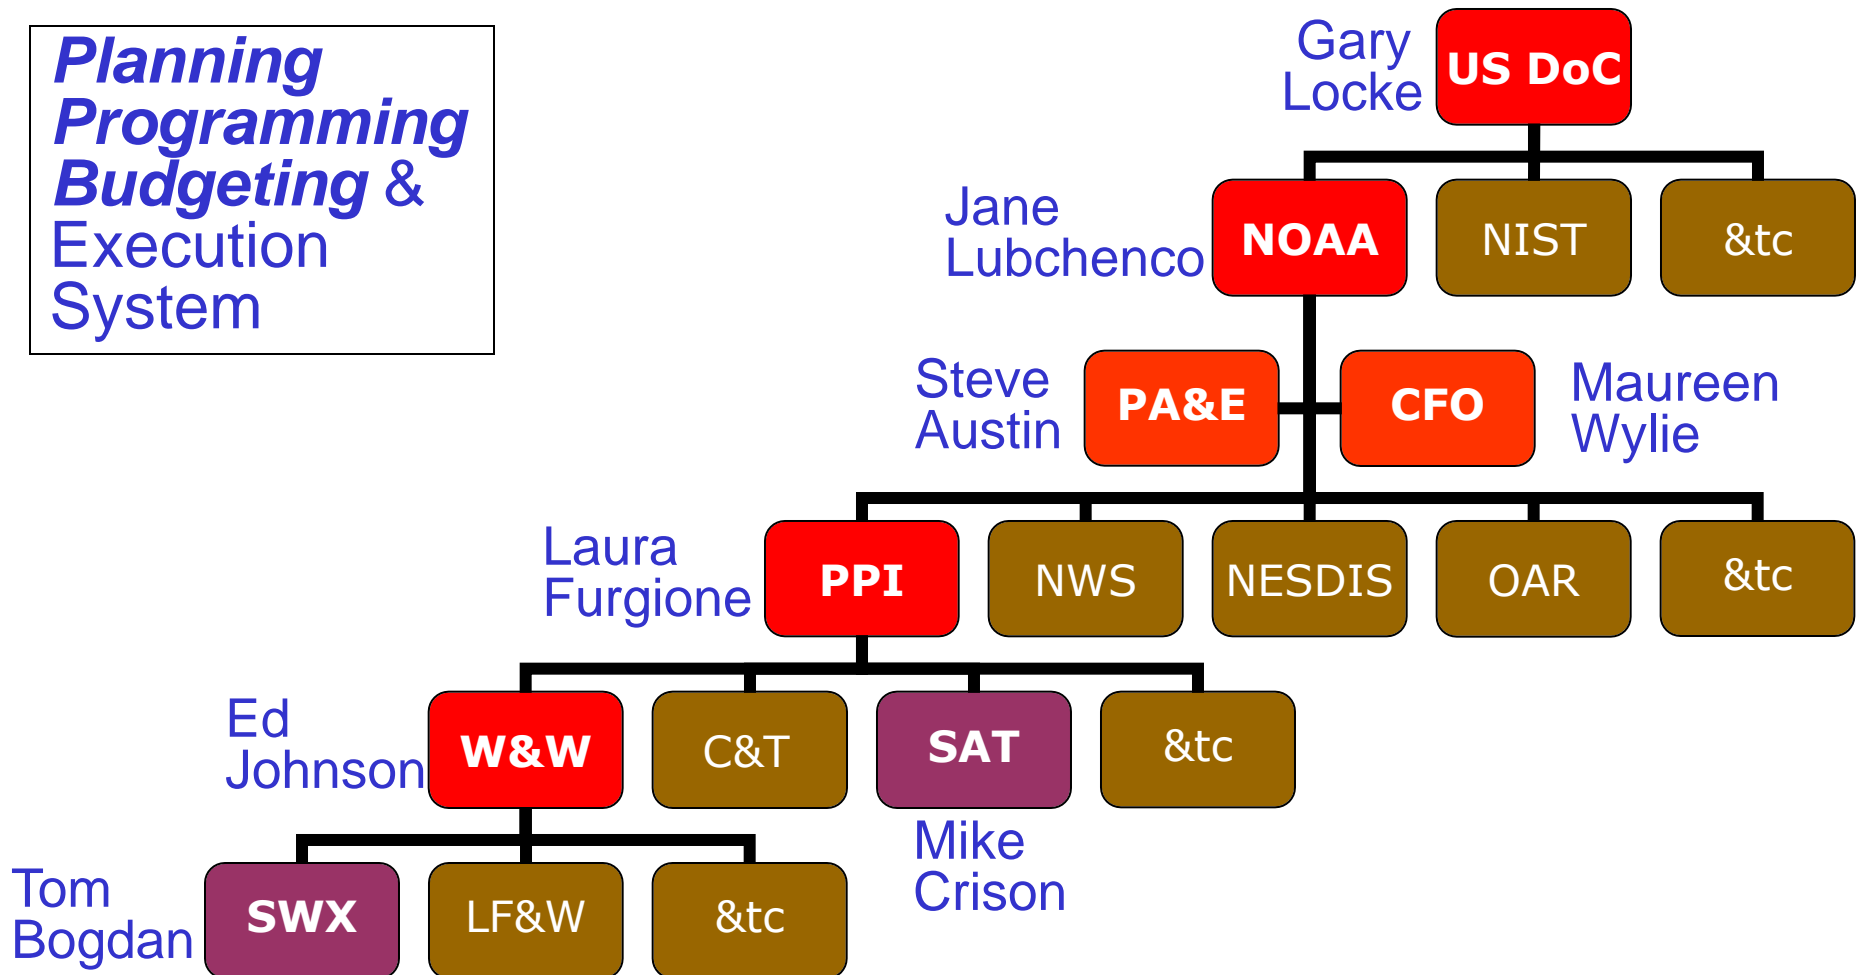 Planning
Programming
Budgeting &
Execution
System
Gary
Locke
US DoC
Jane
Lubchenco
NOAA
NIST
&tc
Steve
Austin
PA&E
CFO
Maureen
Wylie
Laura
Furgione
PPI
NWS
NESDIS
OAR
&tc
Ed
Johnson
W&W
C&T
SAT
&tc
Mike
Crison
Tom
Bogdan
SWX
LF&W
&tc